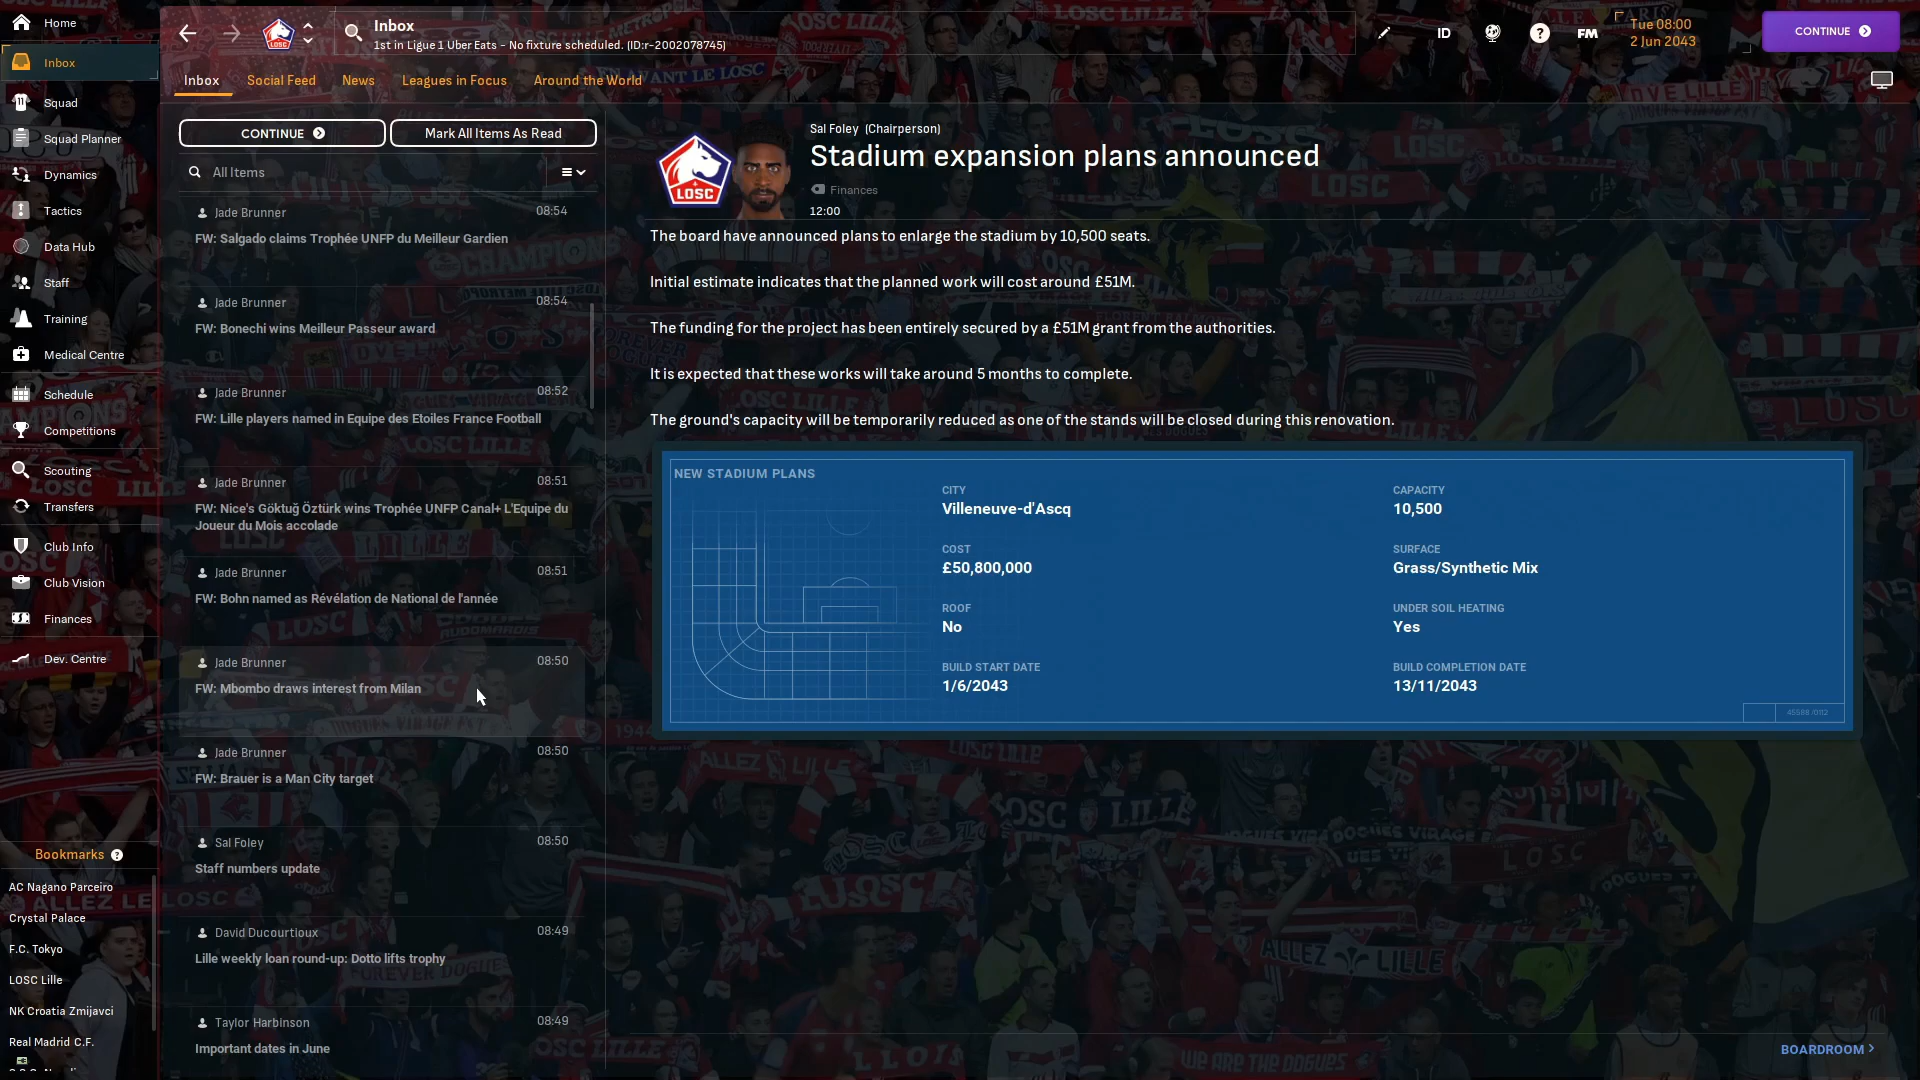 Home
Inbox
Squad
Squad Planner
Dynamics
Tactics
Data Hub
Staff
Training
Medical Centre
Schedule
Competitions
Scouting
Transfers
Club Info
Club Vision
Finances
Dev. Centre
Bookmarks ?
AC Nagano Parceiro
Crystal Palace
F.C. Tokyo
LOSC Lille
NK Croatia Zmijavci
Real Madrid C.F.
LOSC
Inbox
1st in Ligue 1 Uber Eats - No fixture scheduled. (ID:r-2002078745)
ID
?
FM
Tue 08:00
2 Jun 2043
CONTINUE
Inbox Social Feed News Leagues in Focus Around the World
CONTINUE Mark All Items As Read
All Items
Jade Brunner 08:54
FW: Salgado claims Trophée UNFP du Meilleur Gardien
Jade Brunner 08:54
FW: Bonechi wins Meilleur Passeur award
Jade Brunner 08:52
FW: Lille players named in Equipe des Etoiles France Football
Jade Brunner 08:51
FW: Nice's Göktuğ Öztürk wins Trophée UNFP Canal+ L'Equipe du
Joueur du Mois accolade
Jade Brunner 08:51
FW: Bohn named as Révélation de National de l'année
Jade Brunner 08:50
FW: Mbombo draws interest from Milan
Jade Brunner 08:50
FW: Brauer is a Man City target
Sal Foley 08:50
Staff numbers update
David Ducourtioux 08:49
Lille weekly loan round-up: Dotto lifts trophy
Taylor Harbinson 08:49
Important dates in June
LOSC
Sal Foley (Chairperson)
Stadium expansion plans announced
Finances
12:00
The board have announced plans to enlarge the stadium by 10,500 seats.
Initial estimate indicates that the planned work will cost around £51M.
The funding for the project has been entirely secured by a £51M grant from the authorities.
It is expected that these works will take around 5 months to complete.
The ground's capacity will be temporarily reduced as one of the stands will be closed during this renovation.
NEW STADIUM PLANS
CITY
Villeneuve-d'Ascq
CAPACITY
10,500
COST
£50,800,000
SURFACE
Grass/Synthetic Mix
ROOF
No
UNDER SOIL HEATING
Yes
BUILD START DATE
1/6/2043
BUILD COMPLETION DATE
13/11/2043
45588 /0112
BOARDROOM